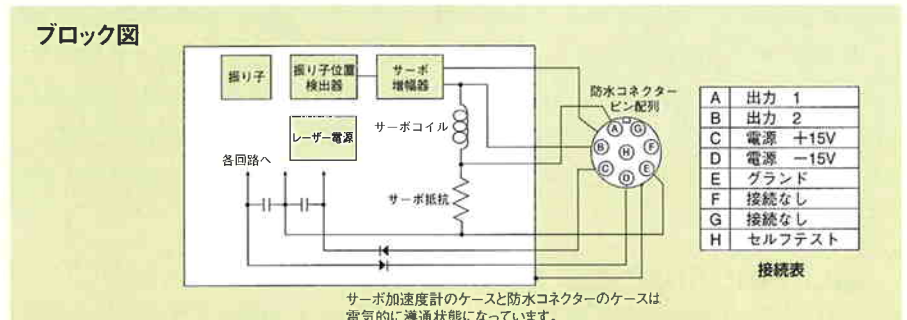 ブロック図
振り子
振り子位置
検出器
サーボ
増幅器
レーザー電源
サーボコイル
各回路へ
サーボ抵抗
防水コネクター
ピン配列
A
G
B
H
F
C
E
D
A 出力 1
B 出力 2
C 電源 +15V
D 電源 −15V
E グランド
F 接続なし
G 接続なし
H セルフテスト
接続表
サーボ加速度計のケースと防水コネクターのケースは
電気的に導通状態になっています。